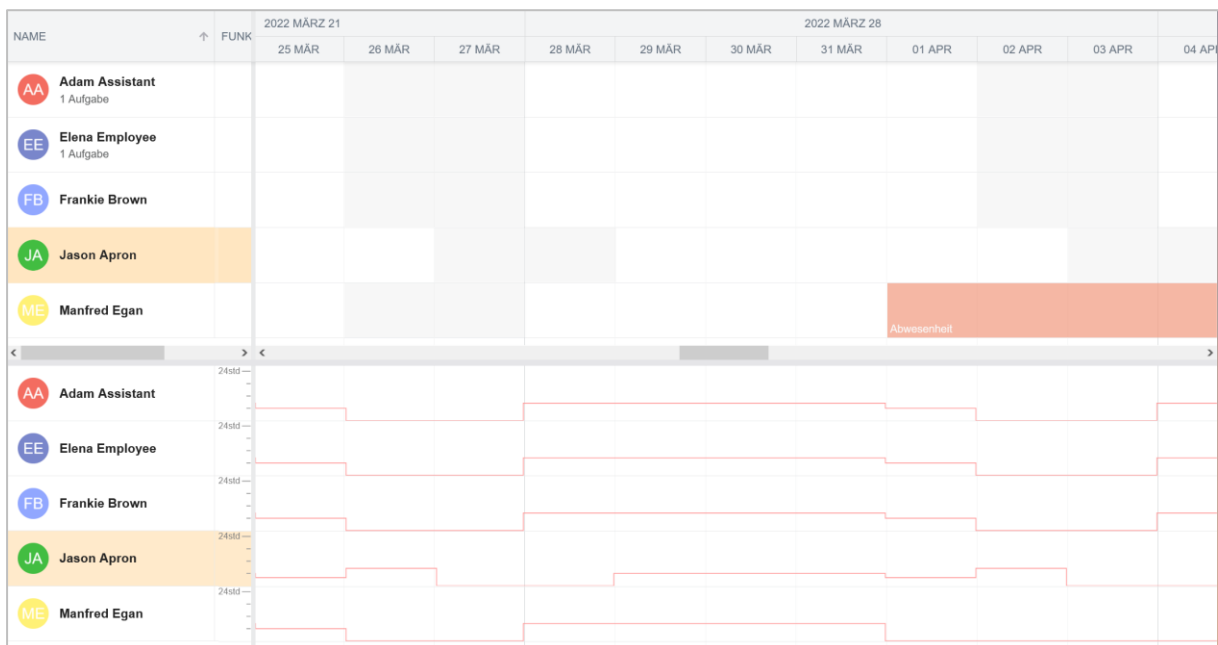 NAME FUNK
2022 MÄRZ 21 2022 MÄRZ 28
25 MÄR 26 MÄR 27 MÄR 28 MÄR 29 MÄR 30 MÄR 31 MÄR 01 APR 02 APR 03 APR 04 AP
AA Adam Assistant
1 Aufgabe
EE Elena Employee
1 Aufgabe
FB Frankie Brown
JA Jason Apron
ME Manfred Egan
Abwesenheit
24std
AA Adam Assistant
24std
EE Elena Employee
24std
FB Frankie Brown
24std
JA Jason Apron
24std
ME Manfred Egan